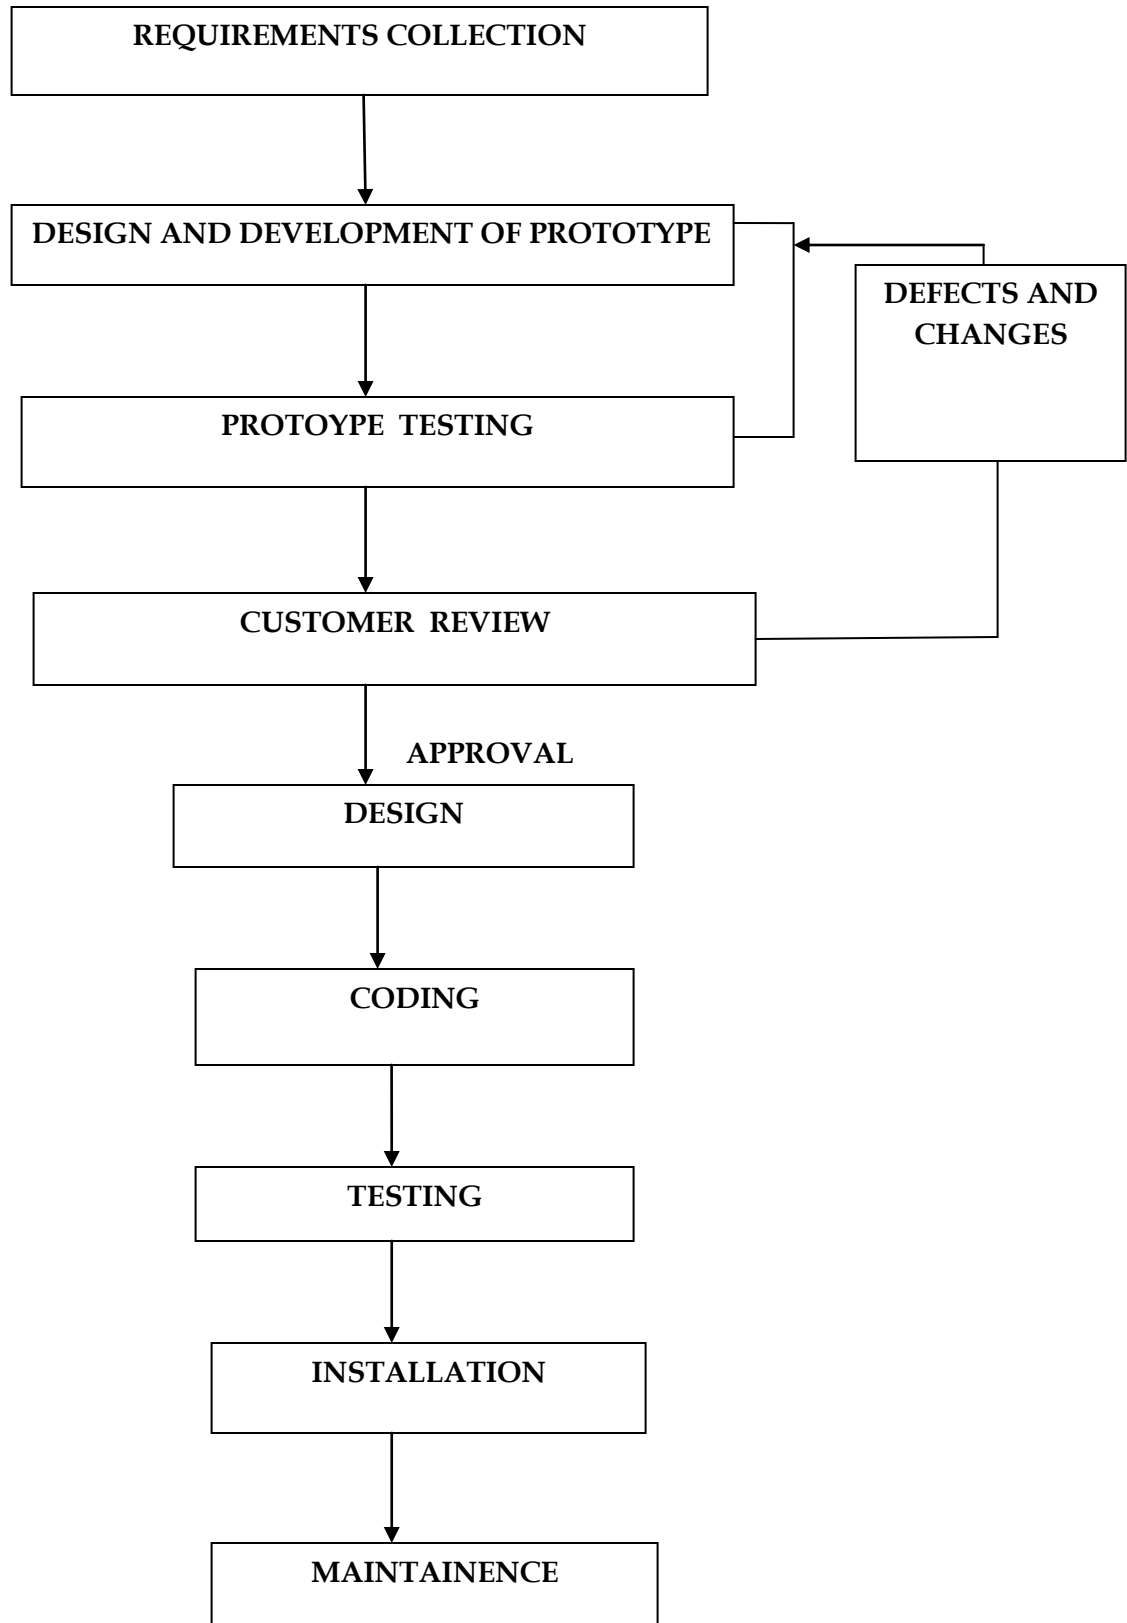 REQUIREMENTS COLLECTION
DESIGN AND DEVELOPMENT OF PROTOTYPE
DEFECTS AND
CHANGES
PROTOYPE TESTING
CUSTOMER REVIEW
APPROVAL
DESIGN
CODING
TESTING
INSTALLATION
MAINTAINENCE